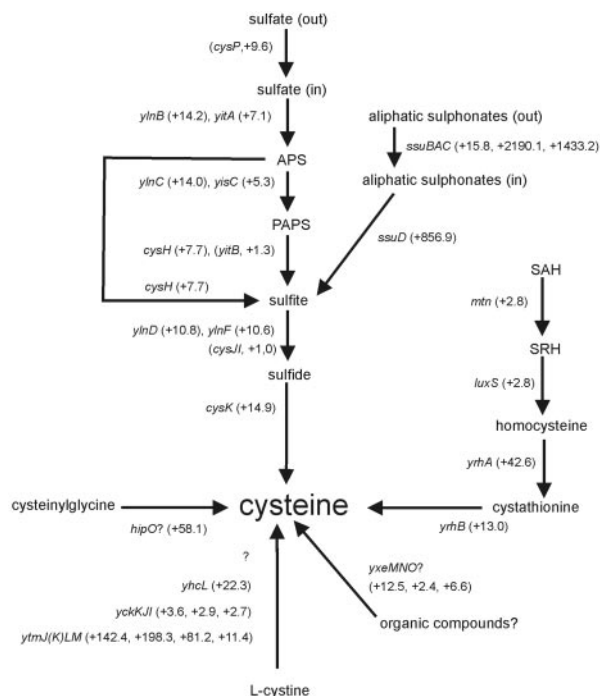 sulfate (out)
(cysP,+9.6)
sulfate (in)
ylnB (+14.2), yitA (+7.1)
aliphatic sulphonates (out)
ssuBAC (+15.8, +2190.1, +1433.2)
APS
ylnC (+14.0), yisC (+5.3)
aliphatic sulphonates (in)
PAPS
cysH (+7.7), (yitB, +1.3)
ssuD (+856.9)
cysH (+7.7)
sulfite
SAH
mtn (+2.8)
ylnD (+10.8), ylnF (+10.6)
(cysJI, +1,0)
SRH
sulfide
luxS (+2.8)
cysK (+14.9)
homocysteine
yrhA (+42.6)
cysteinylglycine
cysteine
cystathionine
hipO? (+58.1)
yrhB (+13.0)
?
yxeMNO?
yhcL (+22.3)
(+12.5, +2.4, +6.6)
yckKJI (+3.6, +2.9, +2.7)
organic compounds?
ytmJ(K)LM (+142.4, +198.3, +81.2, +11.4)
L-cystine